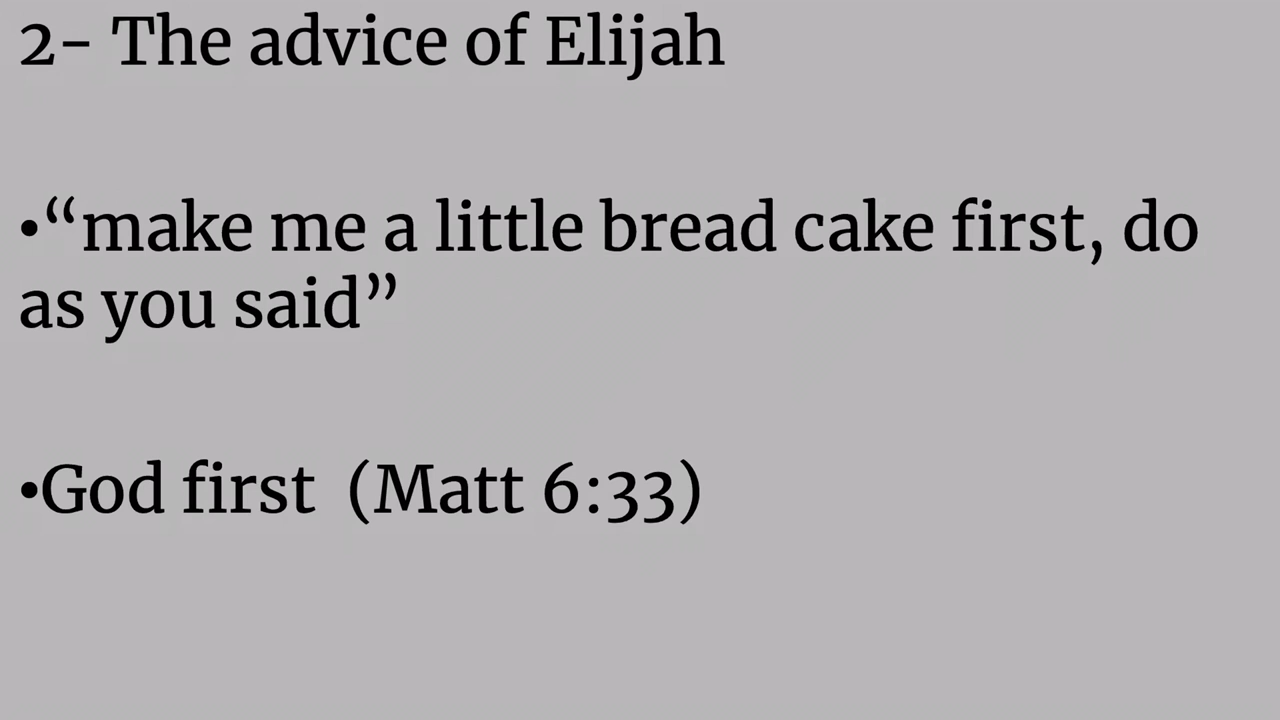 2- The advice of Elijah
•“make me a little bread cake first, do
as you said”
•God first  (Matt 6:33)